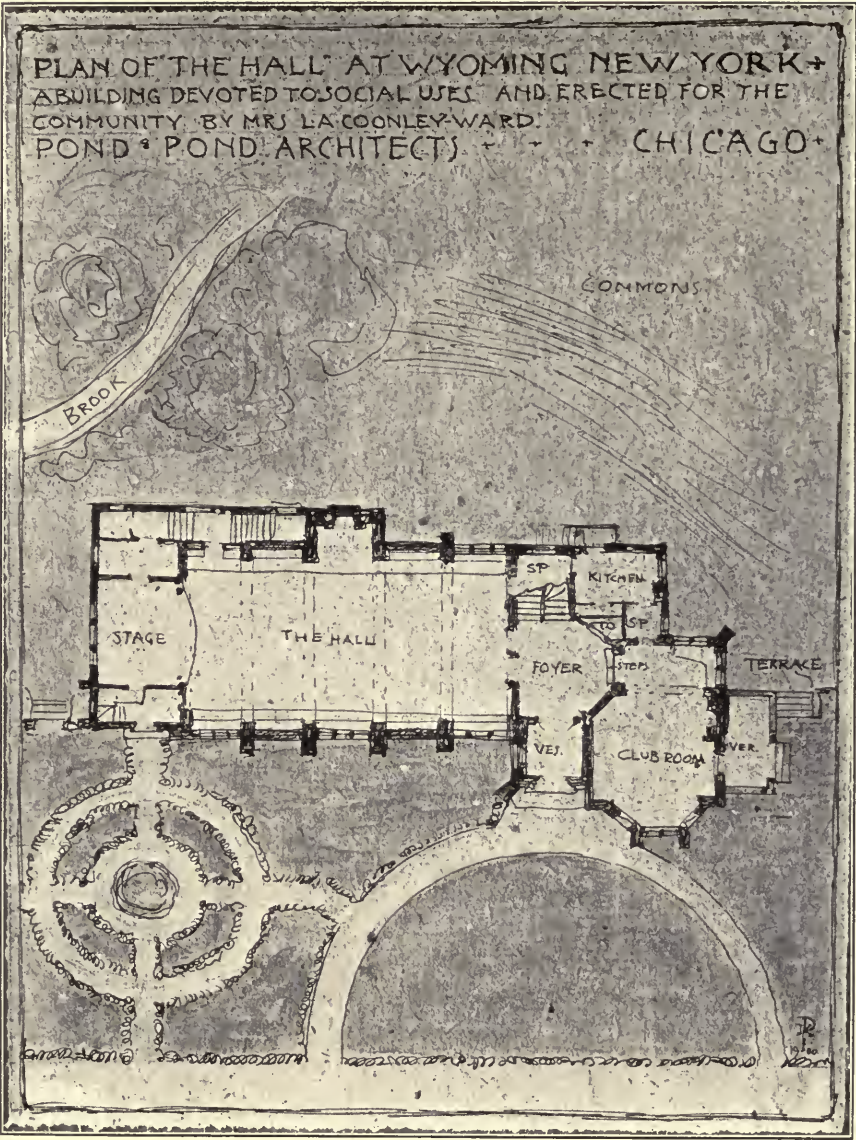 PLAN OF "THE HALL" AT WYOMING NEW YORK +
A BUILDING DEVOTED TO SOCIAL USES AND ERECTED FOR THE
COMMUNITY BY MRS L.A. COONLEY-WARD.
POND & POND ARCHITECTS + - + CHICAGO +
COMMONS
BROOK
SP
KITCHEN
TO
SP
STAGE
THE HALL
FOYER
STEPS
TERRACE
VES.
CLUB ROOM
VER.